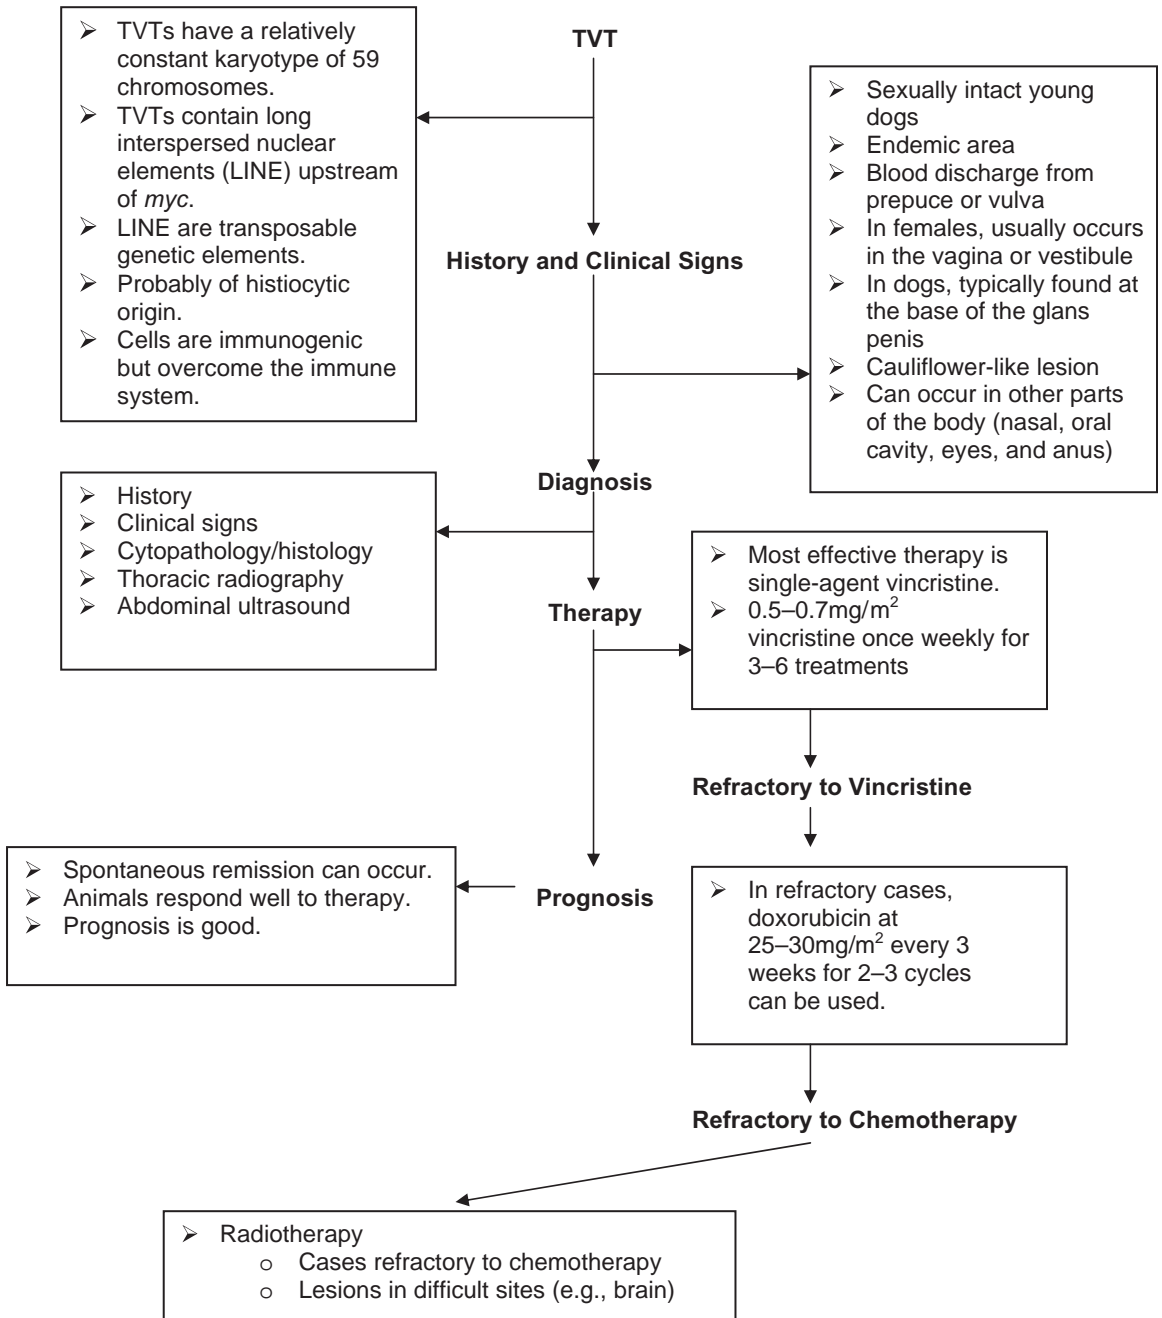 TVT
➢ TVTs have a relatively
constant karyotype of 59
chromosomes.
➢ TVTs contain long
interspersed nuclear
elements (LINE) upstream
of myc.
➢ LINE are transposable
genetic elements.
➢ Probably of histiocytic
origin.
➢ Cells are immunogenic
but overcome the immune
system.
History and Clinical Signs
➢ Sexually intact young
dogs
➢ Endemic area
➢ Blood discharge from
prepuce or vulva
➢ In females, usually occurs
in the vagina or vestibule
➢ In dogs, typically found at
the base of the glans
penis
➢ Cauliflower-like lesion
➢ Can occur in other parts
of the body (nasal, oral
cavity, eyes, and anus)
Diagnosis
➢ History
➢ Clinical signs
➢ Cytopathology/histology
➢ Thoracic radiography
➢ Abdominal ultrasound
Therapy
➢ Most effective therapy is
single-agent vincristine.
➢ 0.5–0.7mg/m²
vincristine once weekly for
3–6 treatments
Refractory to Vincristine
➢ In refractory cases,
doxorubicin at
25–30mg/m² every 3
weeks for 2–3 cycles
can be used.
Prognosis
➢ Spontaneous remission can occur.
➢ Animals respond well to therapy.
➢ Prognosis is good.
Refractory to Chemotherapy
➢ Radiotherapy
o Cases refractory to chemotherapy
o Lesions in difficult sites (e.g., brain)